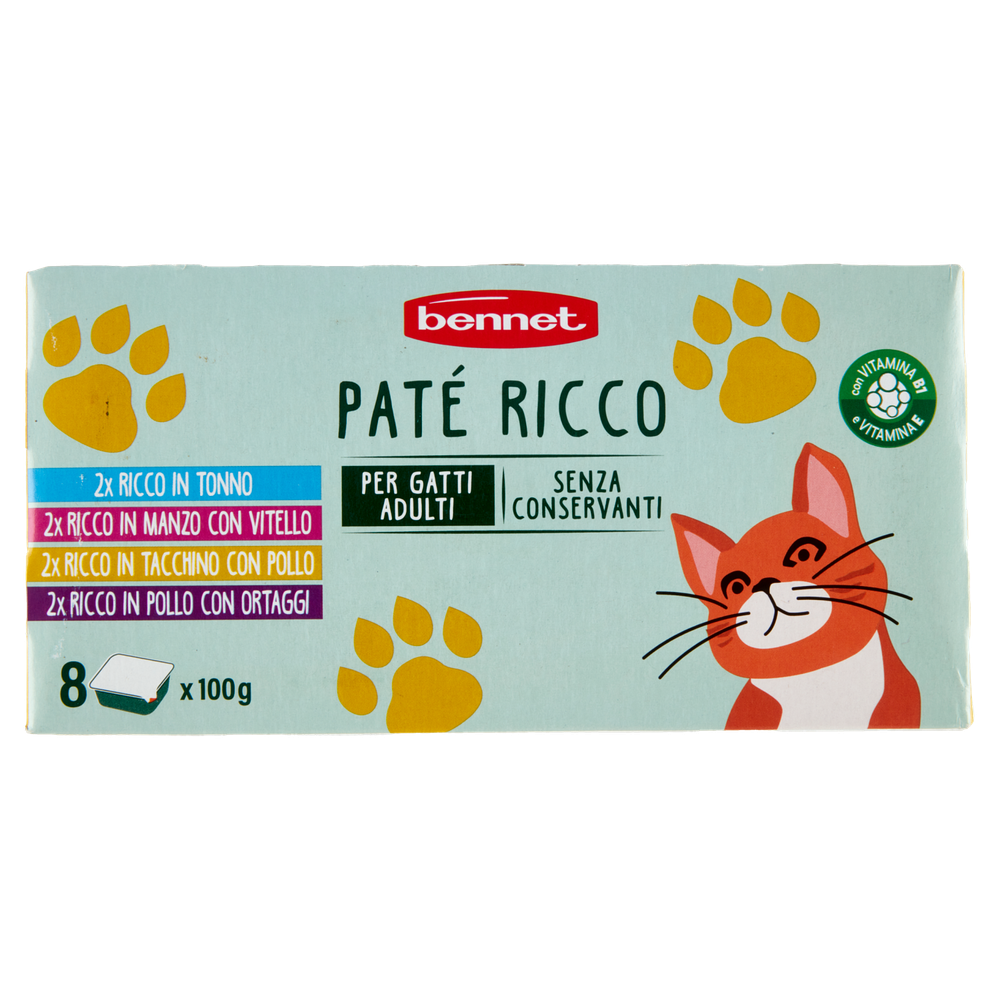 bennet
PATÉ RICCO
PER GATTI
ADULTI
SENZA
CONSERVANTI
con VITAMINA B1
e VITAMINA E
2x RICCO IN TONNO
2x RICCO IN MANZO CON VITELLO
2x RICCO IN TACCHINO CON POLLO
2x RICCO IN POLLO CON ORTAGGI
8 x 100g